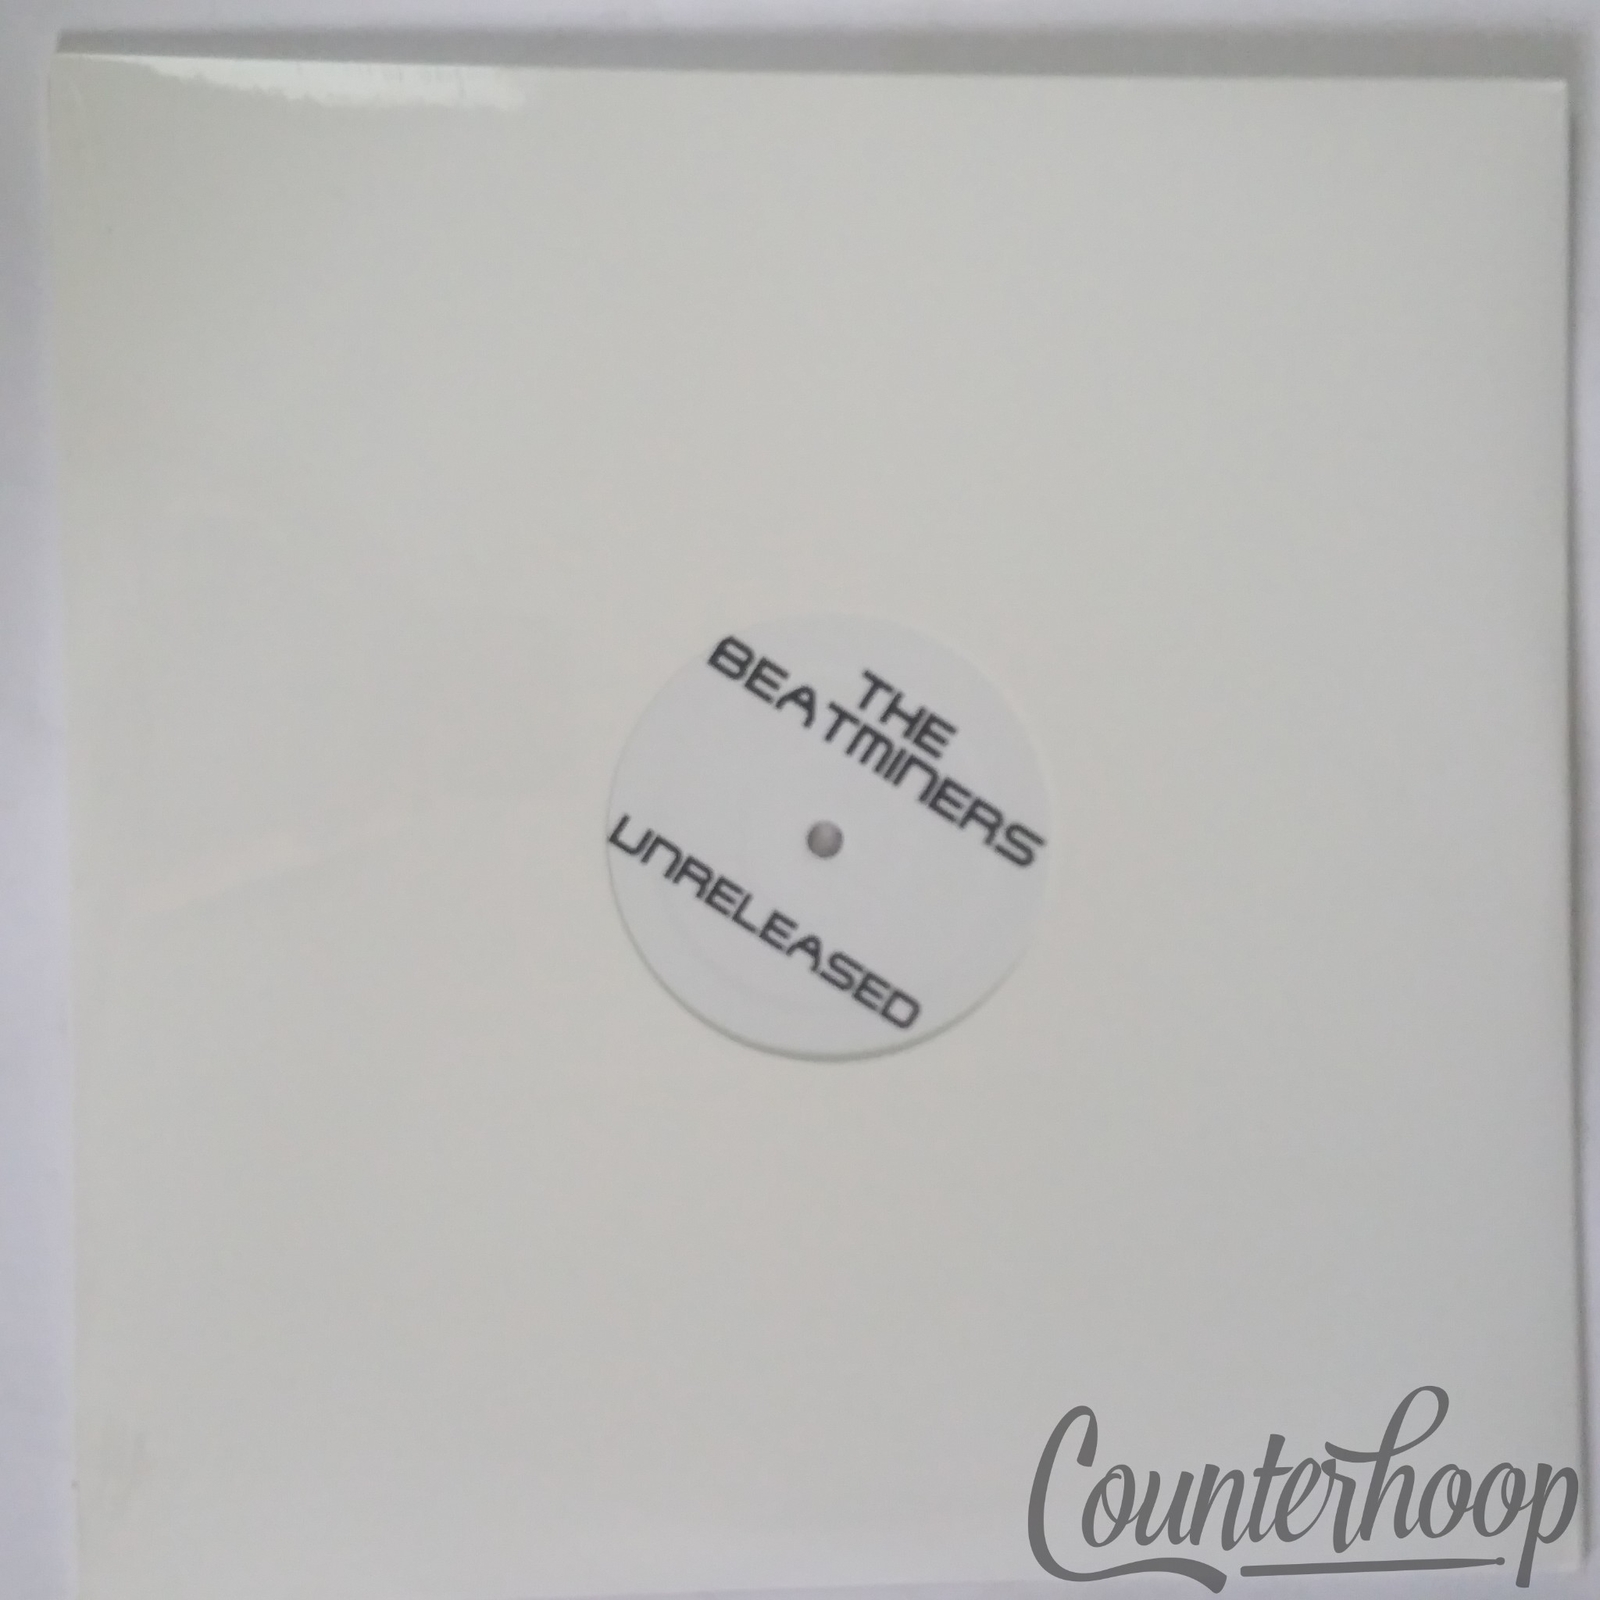 THE
BEATMINERS
UNRELEASED
Counterhoop